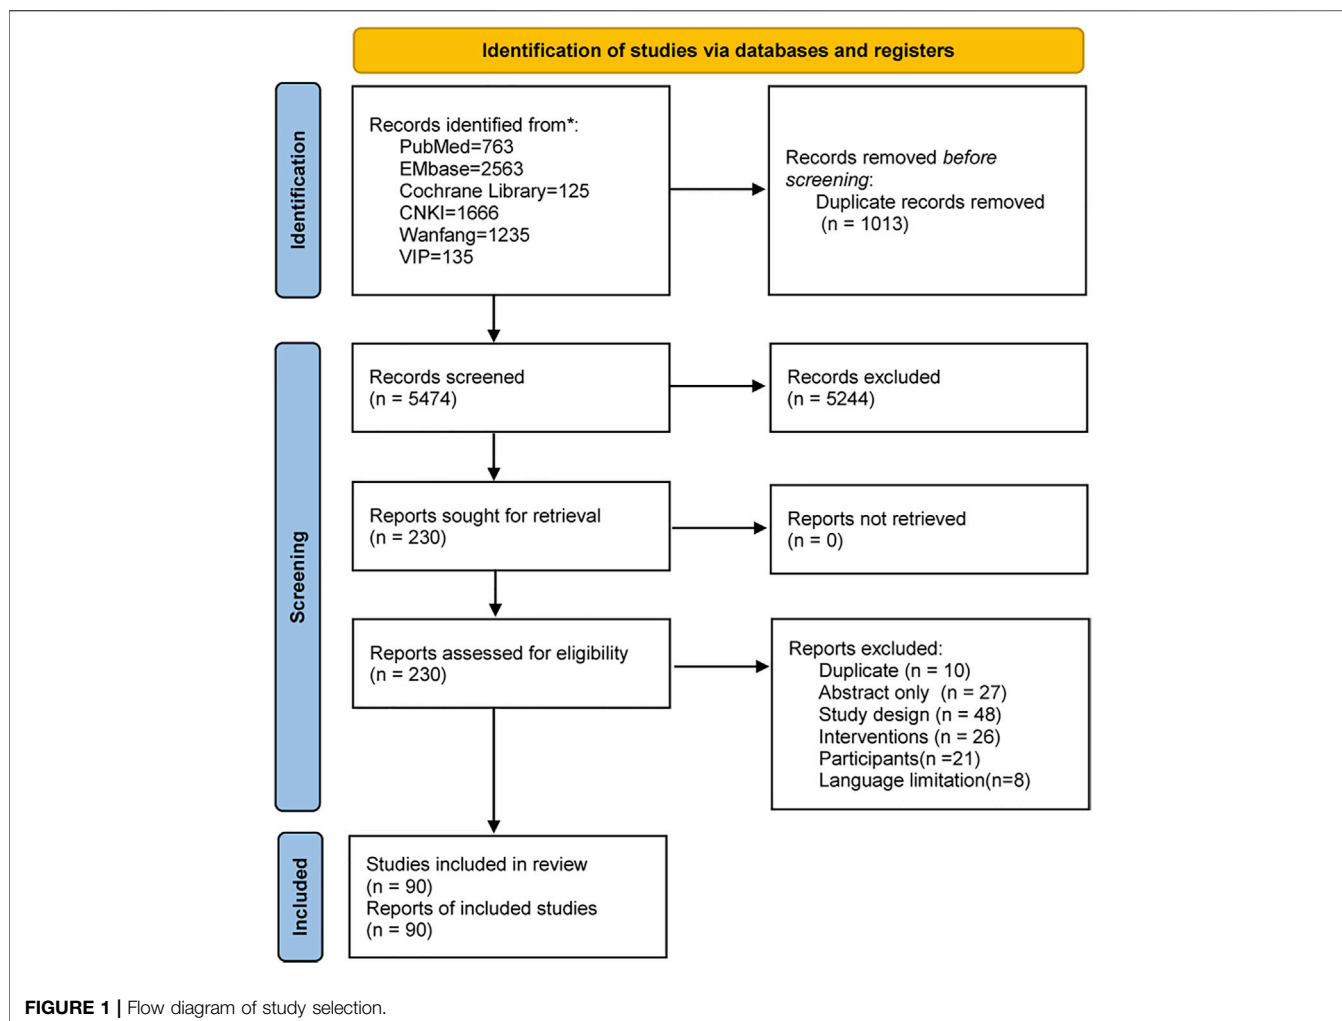 Identification of studies via databases and registers
Identification
Records identified from*:
PubMed=763
EMbase=2563
Cochrane Library=125
CNKI=1666
Wanfang=1235
VIP=135
Records removed before
screening:
Duplicate records removed
(n = 1013)
Screening
Records screened
(n = 5474)
Records excluded
(n = 5244)
Reports sought for retrieval
(n = 230)
Reports not retrieved
(n = 0)
Reports assessed for eligibility
(n = 230)
Reports excluded:
Duplicate (n = 10)
Abstract only (n = 27)
Study design (n = 48)
Interventions (n = 26)
Participants(n =21)
Language limitation(n=8)
Included
Studies included in review
(n = 90)
Reports of included studies
(n = 90)
FIGURE 1 | Flow diagram of study selection.